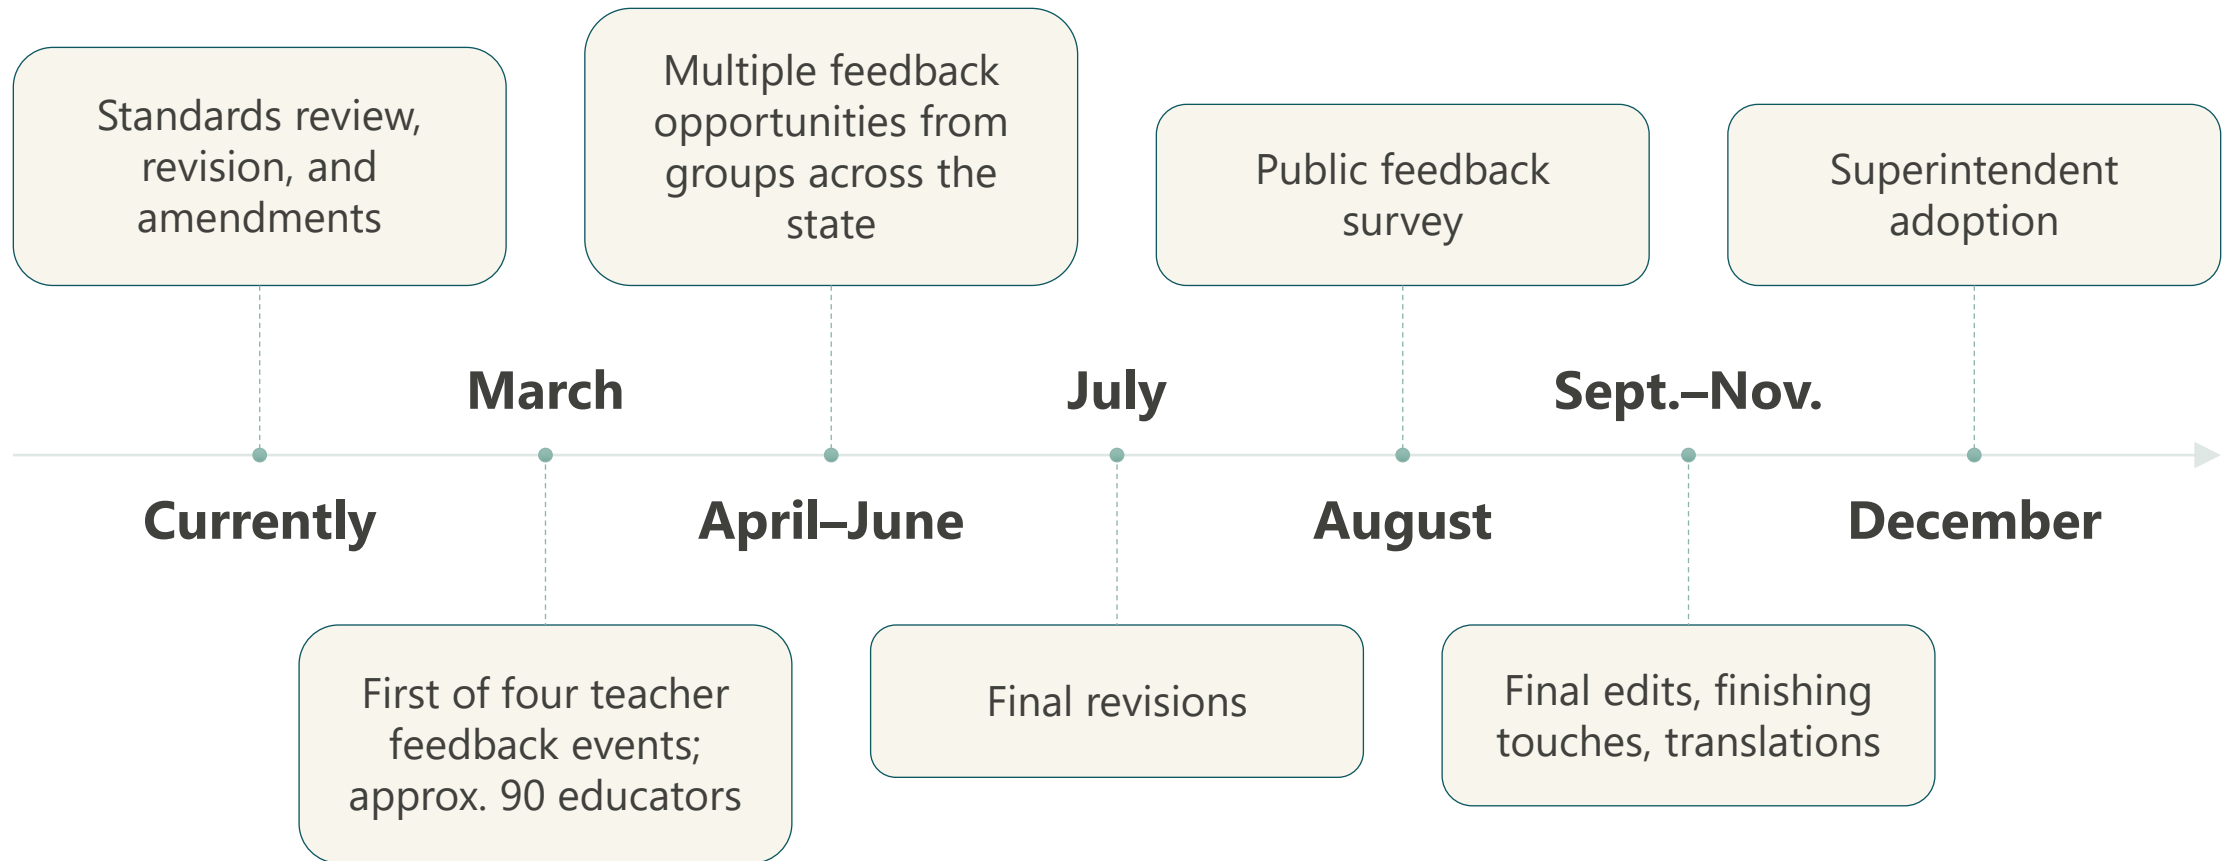 Standards review,
revision, and
amendments
Multiple feedback
opportunities from
groups across the
state
Public feedback
survey
Superintendent
adoption
March
July
Sept.–Nov.
Currently
April–June
August
December
First of four teacher
feedback events;
approx. 90 educators
Final revisions
Final edits, finishing
touches, translations